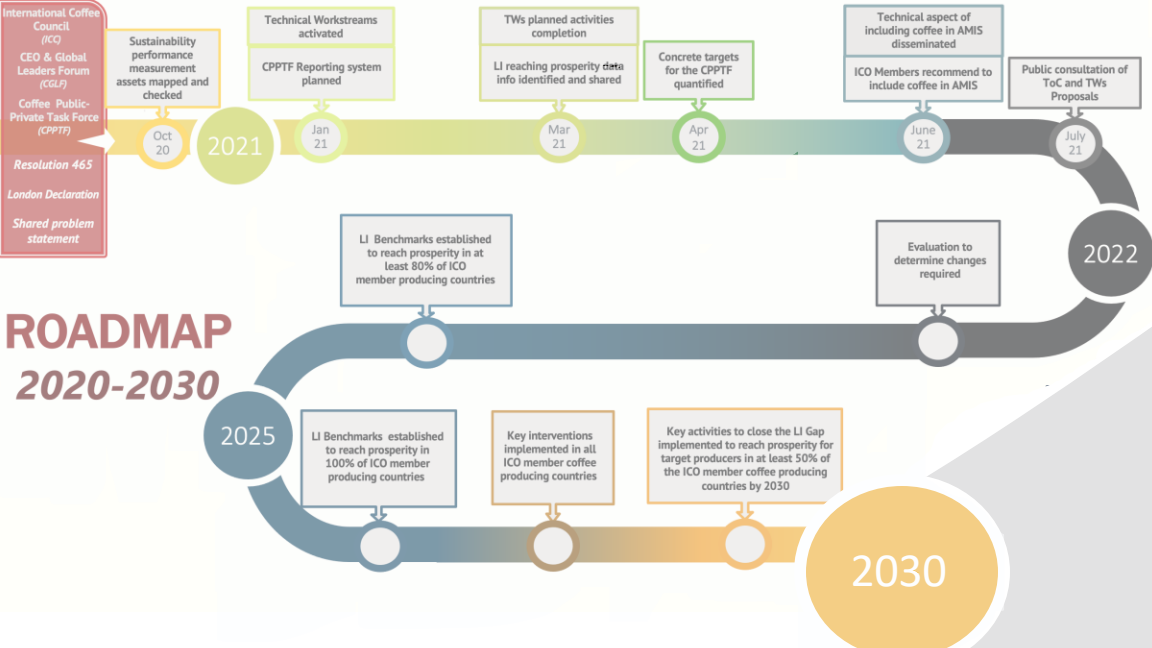 International Coffee
Council
(ICC)
CEO & Global
Leaders Forum
(CGLF)
Coffee Public-
Private Task Force
(CPPTF)
Resolution 465
London Declaration
Shared problem
statement
Sustainability
performance
measurement
assets mapped and
checked
Oct
20
2021
Technical Workstreams
activated
CPPTF Reporting system
planned
Jan
21
TWs planned activities
completion
LI reaching prosperity data
info identified and shared
Mar
21
Concrete targets
for the CPPTF
quantified
Apr
21
Technical aspect of
including coffee in AMIS
disseminated
ICO Members recommend to
include coffee in AMIS
June
21
Public consultation of
ToC and TWs
Proposals
July
21
2022
Evaluation to
determine changes
required
LI Benchmarks established
to reach prosperity in at
least 80% of ICO
member producing countries
ROADMAP
2020-2030
2025
LI Benchmarks established
to reach prosperity in
100% of ICO member
producing countries
Key interventions
implemented in all
ICO member coffee
producing countries
Key activities to close the LI Gap
implemented to reach prosperity for
target producers in at least 50% of
the ICO member coffee producing
countries by 2030
2030